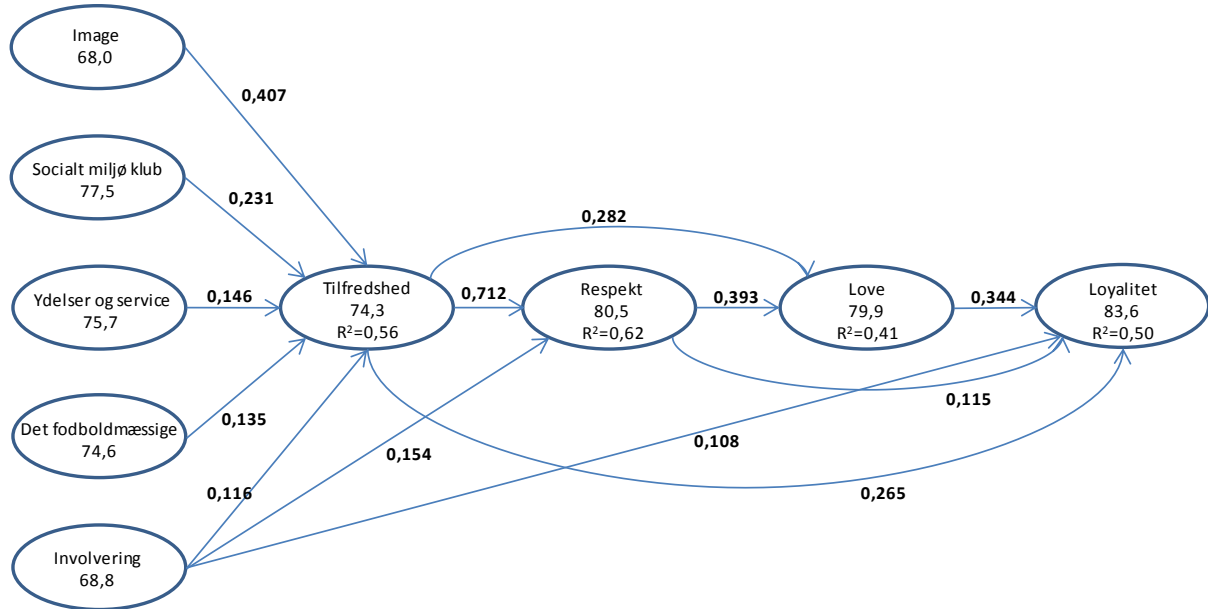 Image
68,0
0,407
Socialt miljø klub
77,5
0,231
0,282
Ydelser og service
75,7
0,146
Tilfredshed
74,3
R²=0,56
0,712
Respekt
80,5
R²=0,62
0,393
Love
79,9
R²=0,41
0,344
Loyalitet
83,6
R²=0,50
Det fodboldmæssige
74,6
0,135
0,154
0,108
0,115
0,116
0,265
Involvering
68,8